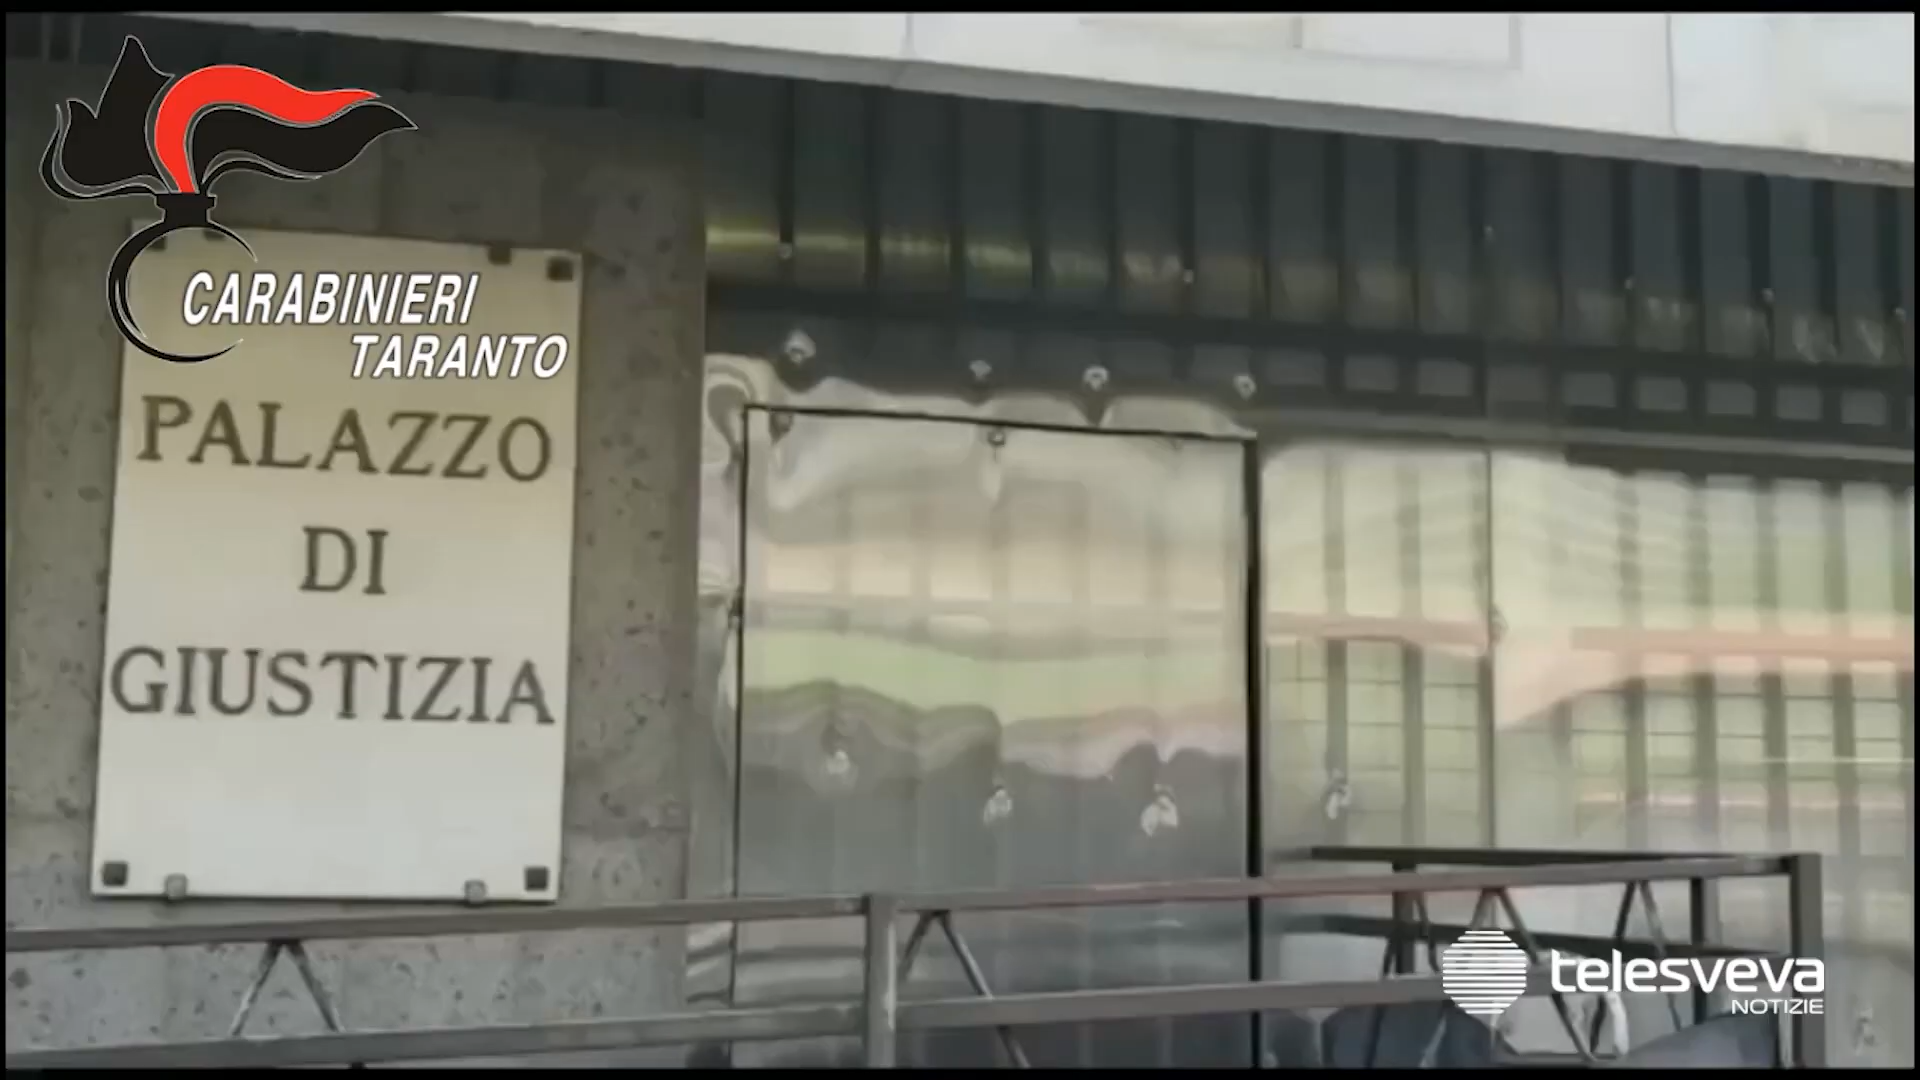 CARABINIERI
TARANTO
PALAZZO
DI
GIUSTIZIA
telesveva
NOTIZIE